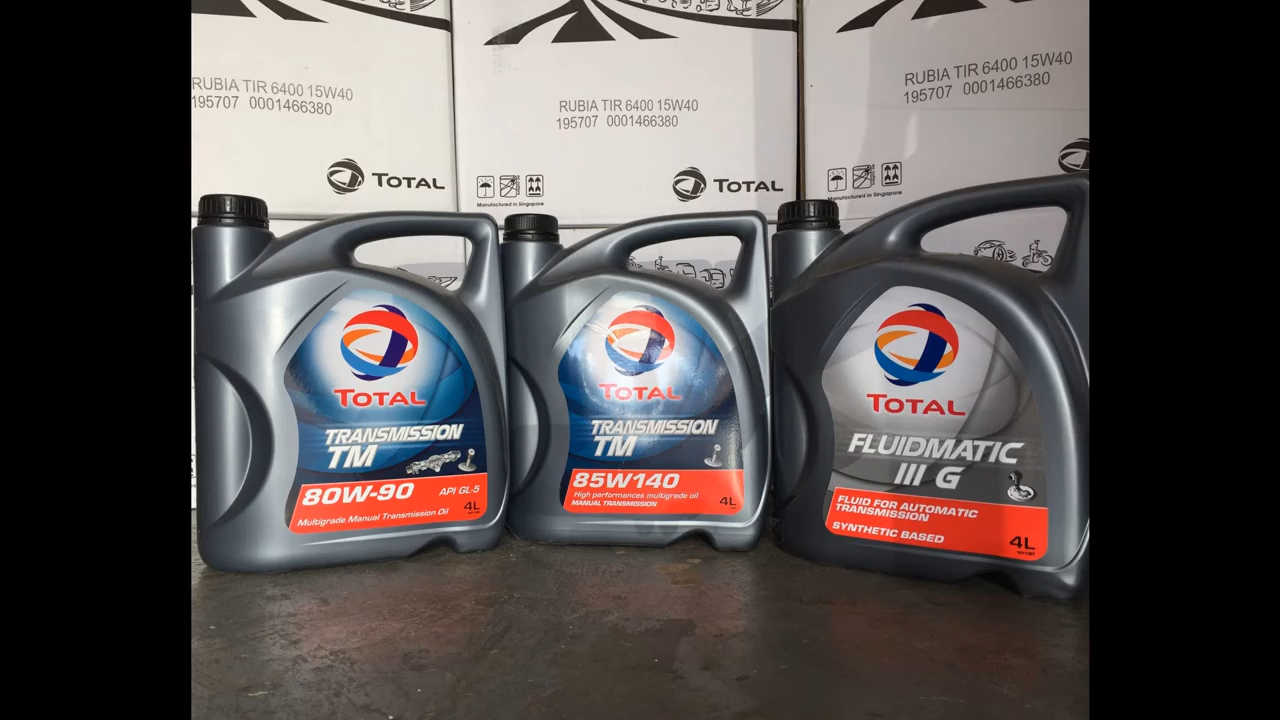 RUBIA TIR 6400 15W40
195707 0001466380
TOTAL
RUBIA TIR 6400 15W40
195707 0001466380
Manufactured in Singapore
TOTAL
RUBIA TIR 6400 15W40
195707 0001466380
Manufactured in Singapore
TOTAL
TRANSMISSION
TM
80W-90 API GL-5
Multigrade Manual Transmission Oil
4L
TOTAL
TRANSMISSION
TM
85W140
High performances multigrade oil
MANUAL TRANSMISSION
4L
TOTAL
FLUIDMATIC
III G
FLUID FOR AUTOMATIC
TRANSMISSION
SYNTHETIC BASED
4L